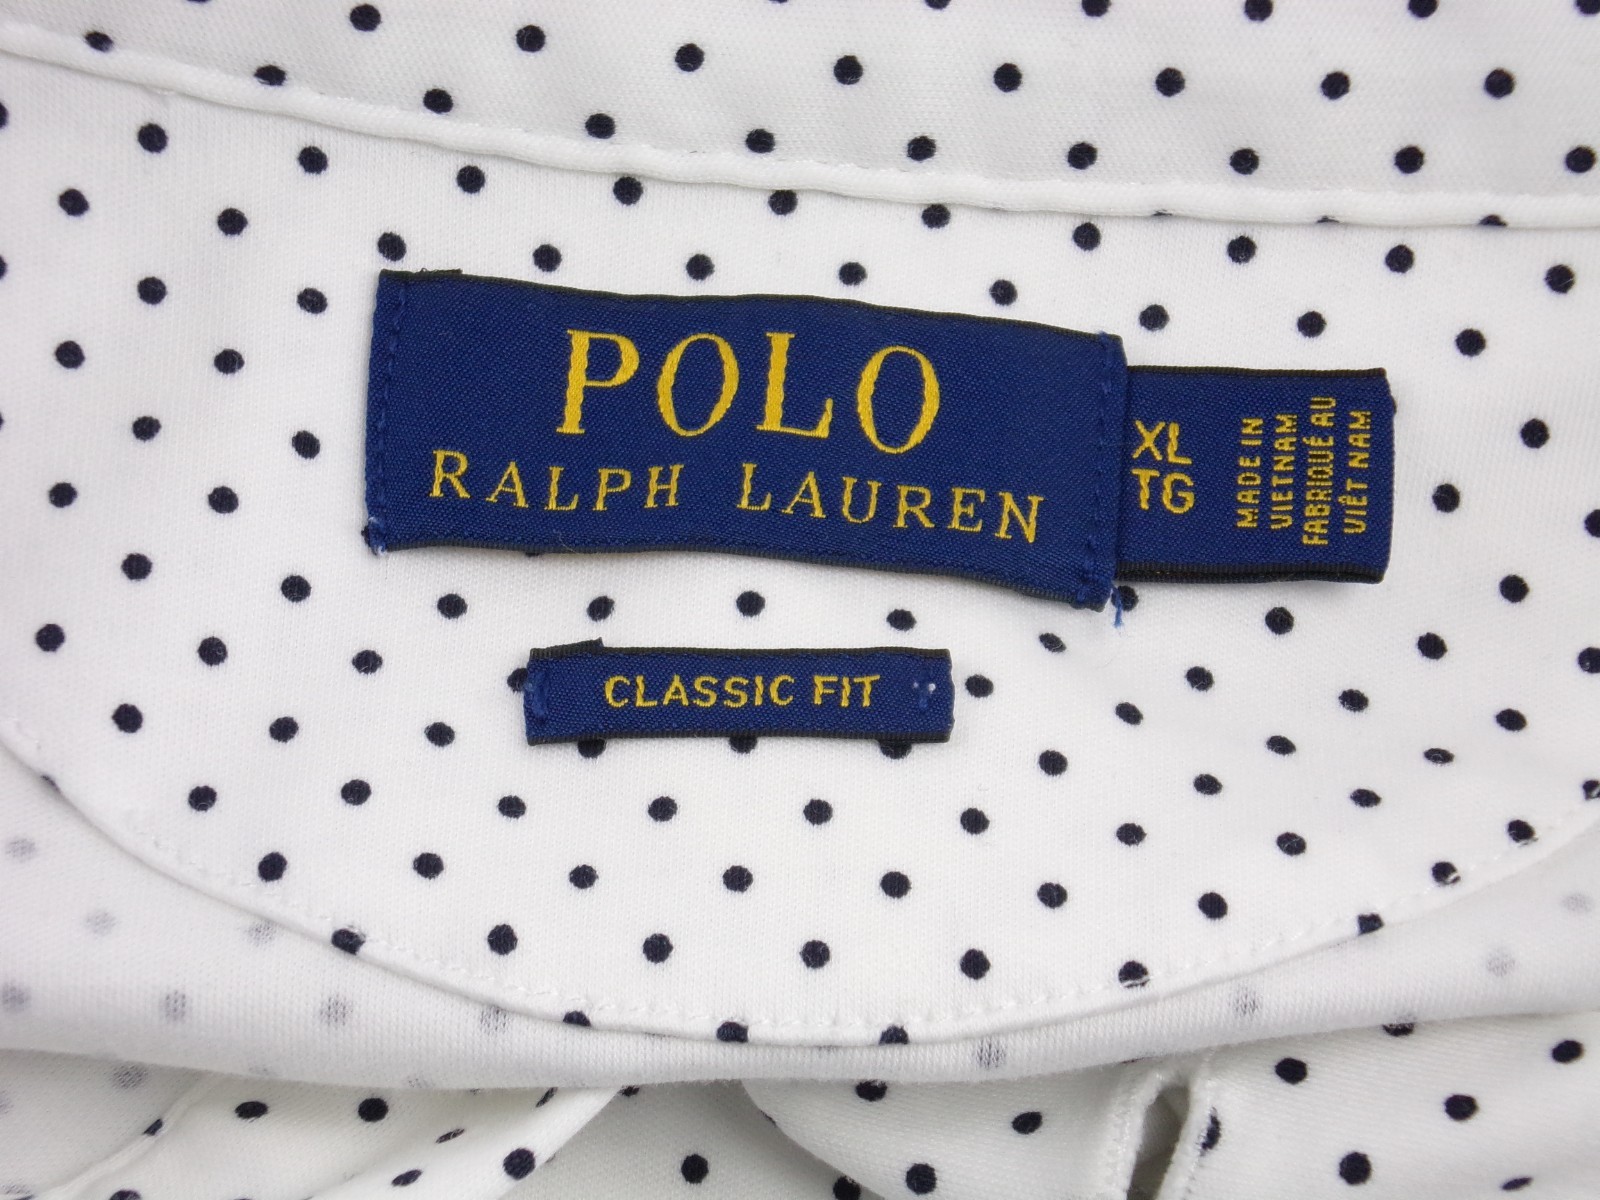 POLO
RALPH LAUREN
XL
TG
MADE IN
VIETNAM
FABRIQUÉ AU
VIÊT NAM
CLASSIC FIT